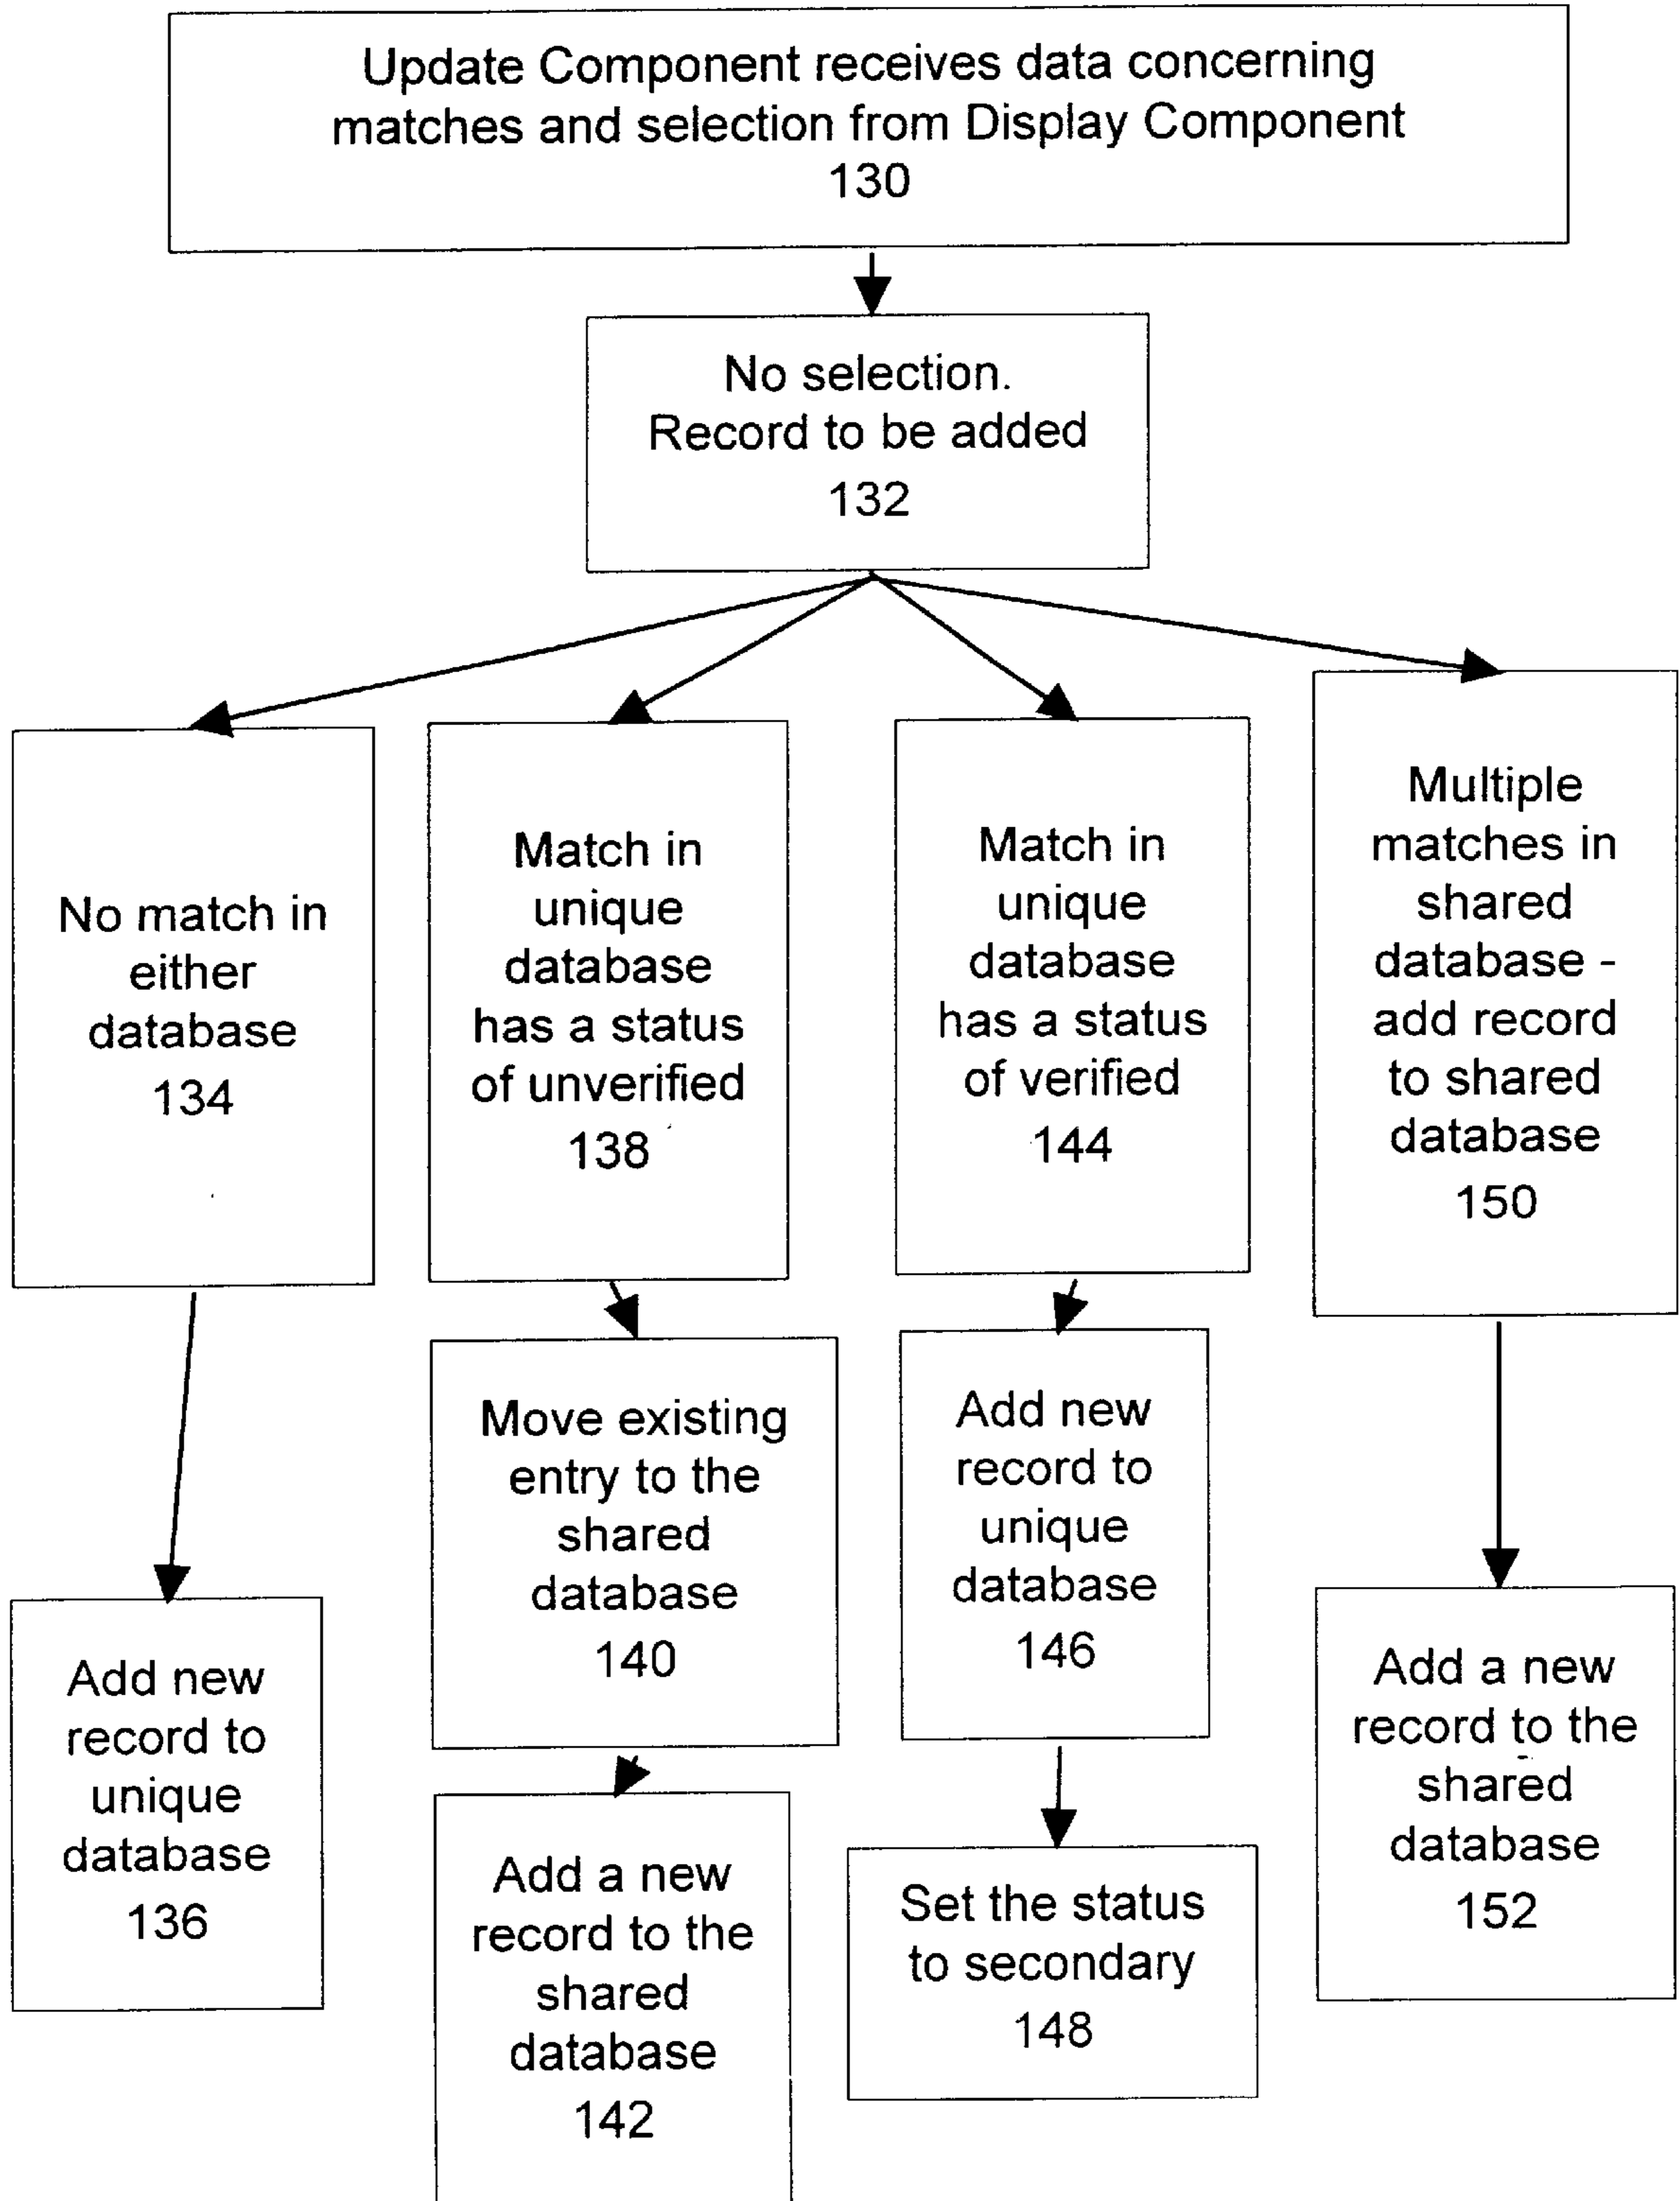 Update Component receives data concerning
matches and selection from Display Component
130
No selection.
Record to be added
132
No match in
either
database
134
Match in
unique
database
has a status
of unverified
138
Match in
unique
database
has a status
of verified
144
Multiple
matches in
shared
database -
add record
to shared
database
150
Add new
record to
unique
database
136
Move existing
entry to the
shared
database
140
Add a new
record to the
shared
database
142
Add new
record to
unique
database
146
Set the status
to secondary
148
Add a new
record to the
shared
database
152